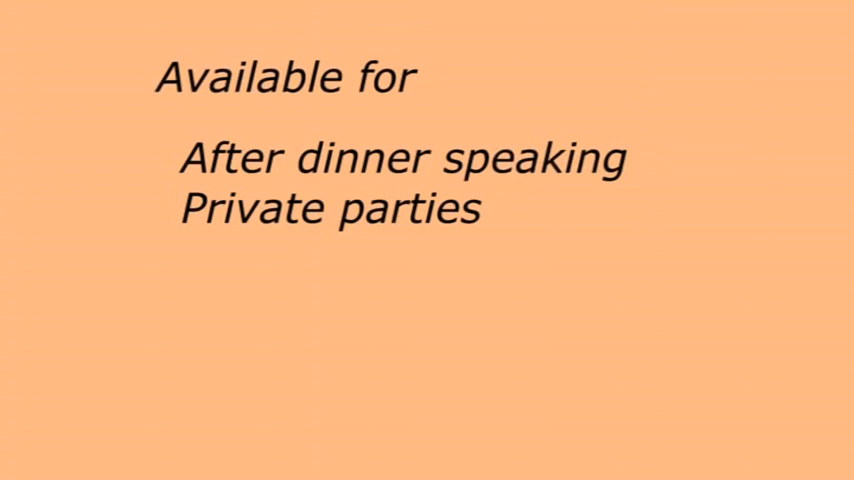 Available for
After dinner speaking
Private parties